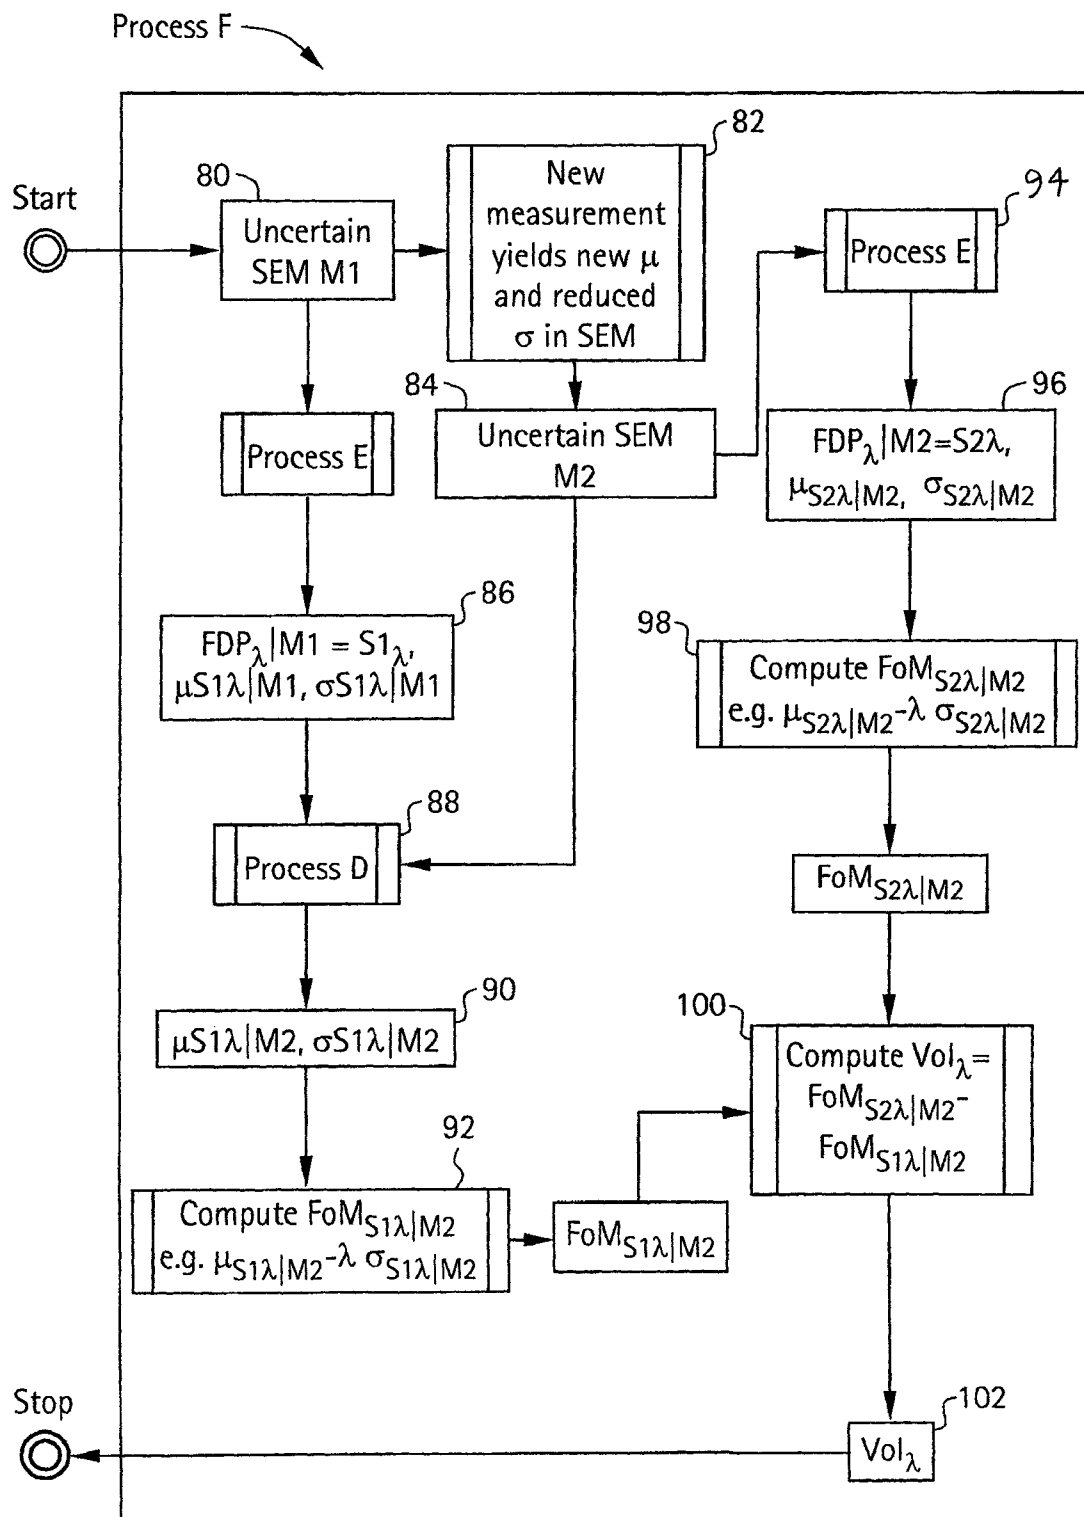 Process F
82
80
94
Start
Uncertain
SEM M1
New
measurement
yields new μ
and reduced
σ in SEM
Process E
84
96
Process E
Uncertain SEM
M2
FDPλ|M2=S2λ,
μS2λ|M2, σS2λ|M2
86
FDPλ|M1 = S1λ,
μS1λ|M1, σS1λ|M1
98
Compute FoMS2λ|M2
e.g. μS2λ|M2-λ σS2λ|M2
88
Process D
FoMS2λ|M2
90
μS1λ|M2, σS1λ|M2
100
Compute Volλ=
FoMS2λ|M2-
FoMS1λ|M2
92
Compute FoMS1λ|M2
e.g. μS1λ|M2-λ σS1λ|M2
FoMS1λ|M2
Stop
102
Volλ